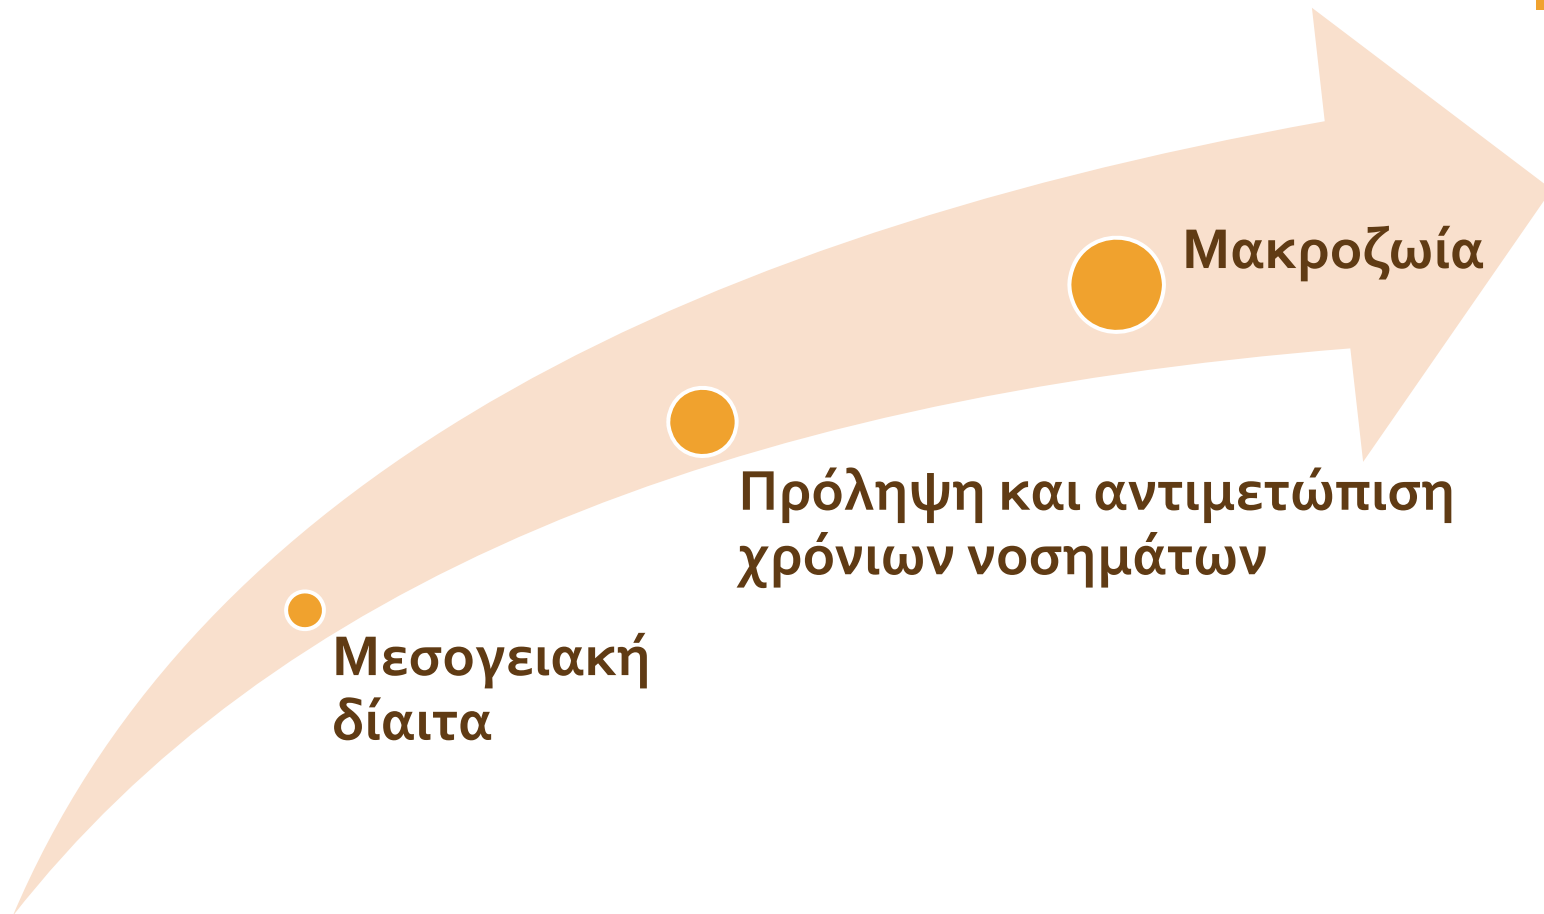 Μακροζωία
Πρόληψη και αντιμετώπιση
χρόνιων νοσημάτων
Μεσογειακή
δίαιτα